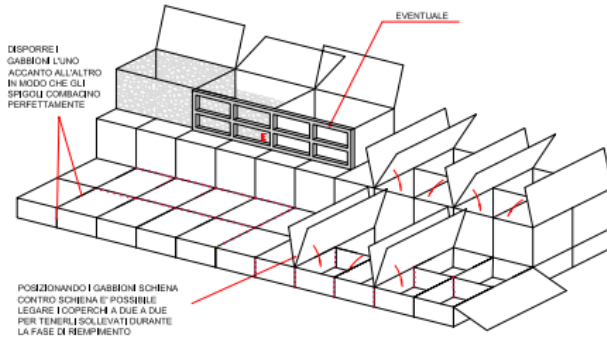 EVENTUALE
DISPORRE I
GABBIONI L'UNO
ACCANTO ALL'ALTRO
IN MODO CHE GLI
SPIGOLI COMBACINO
PERFETTAMENTE
E
POSIZIONANDO I GABBIONI SCHIENA
CONTRO SCHIENA E' POSSIBILE
LEGARE I COPERCHI A DUE A DUE
PER TENERLI SOLLEVATI DURANTE
LA FASE DI RIEMPIMENTO